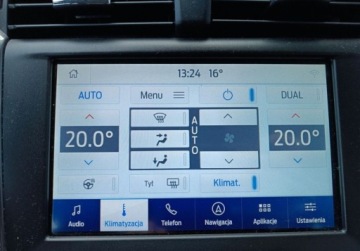 13:24 16°
AUTO Menu DUAL
20.0° AUTO 20.0°
Tył Klimat.
Audio Klimatyzacja Telefon Nawigacja Aplikacje Ustawienia